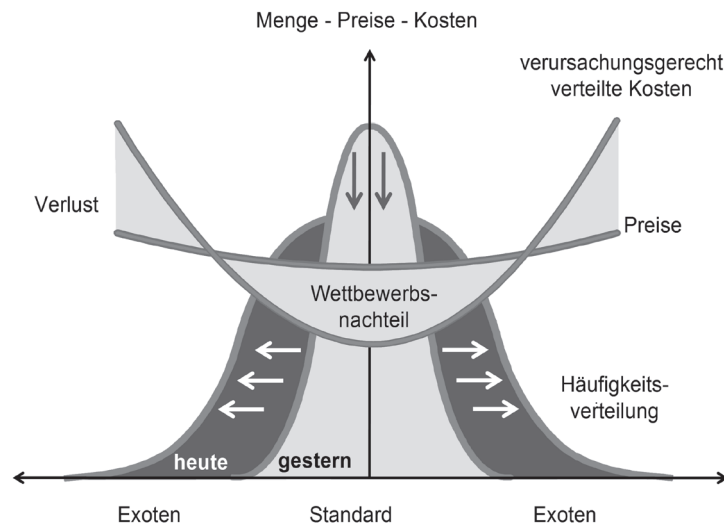 Menge - Preise - Kosten
verursachungsgerecht
verteilte Kosten
Verlust
Preise
Wettbewerbs-
nachteil
Häufigkeits-
verteilung
heute
gestern
Exoten
Standard
Exoten